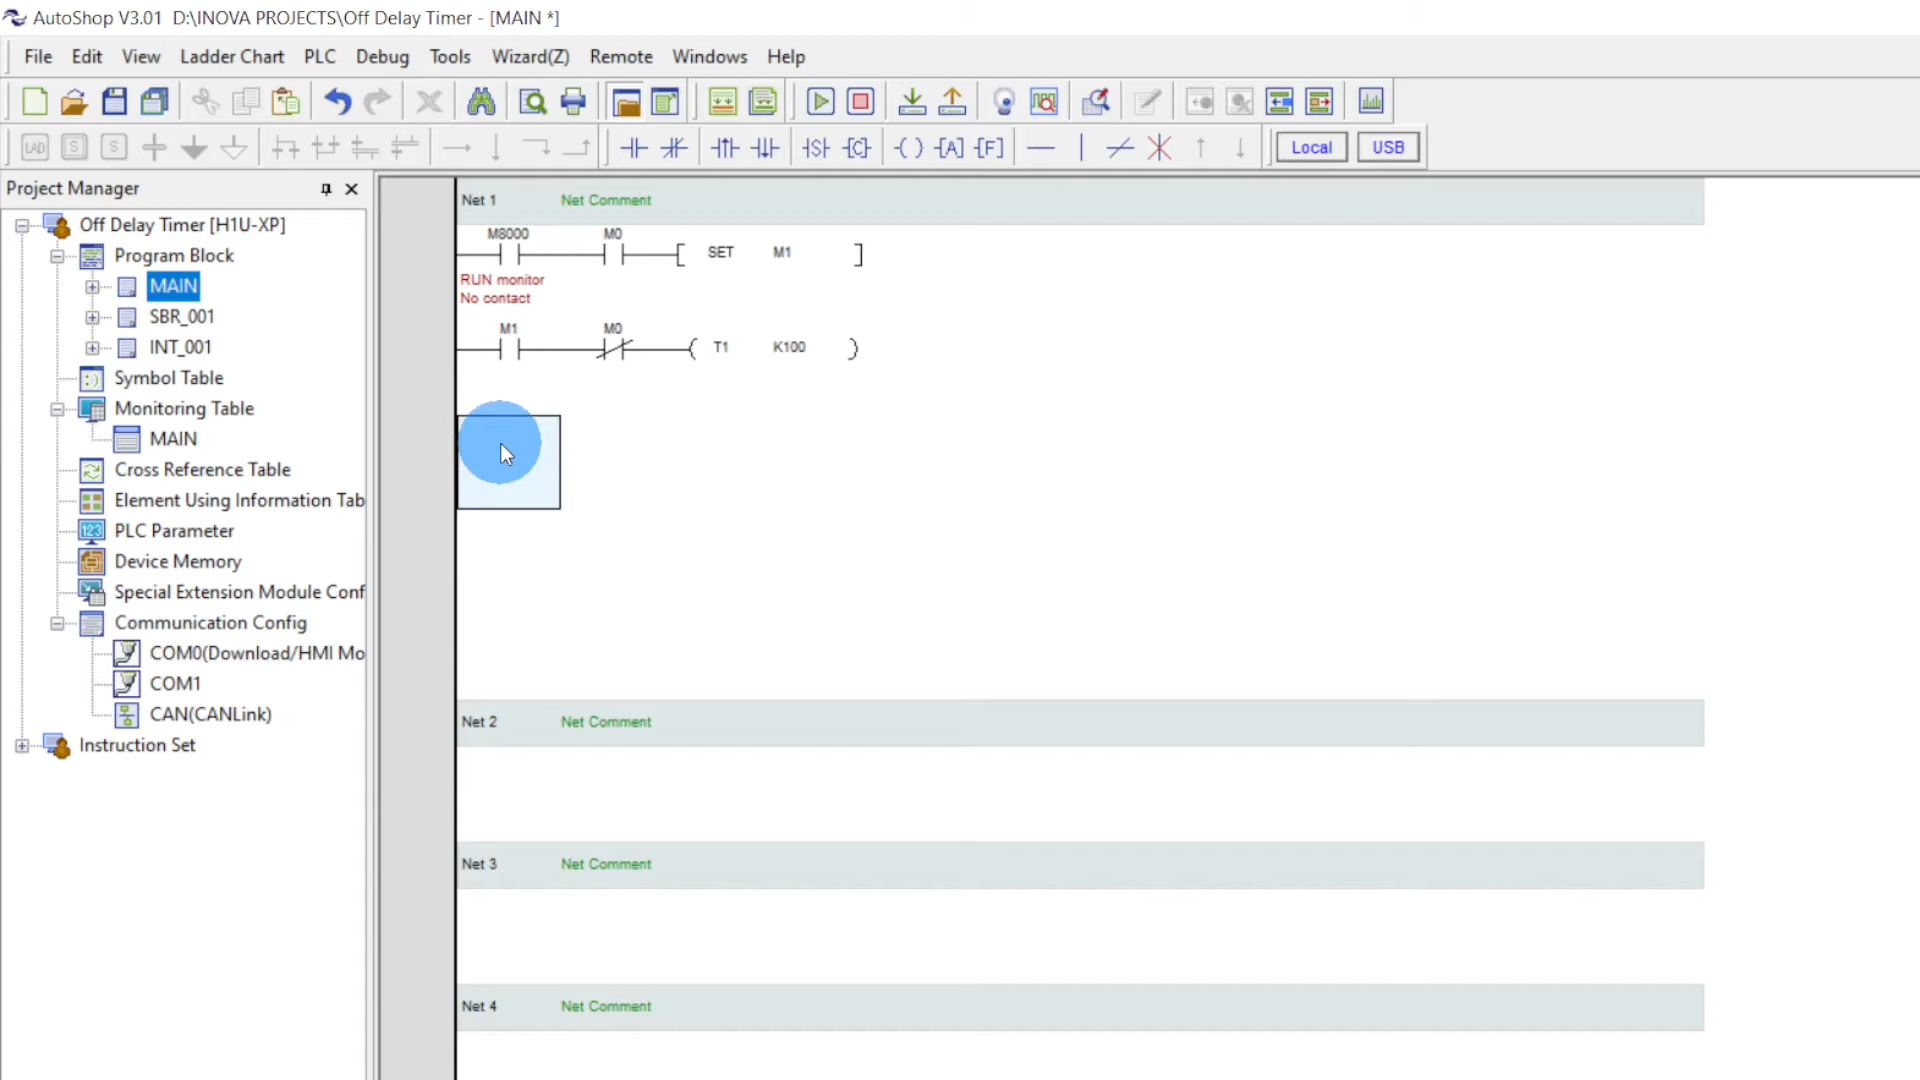 AutoShop V3.01 D:\INOVA PROJECTS\Off Delay Timer - [MAIN *]
File Edit View Ladder Chart PLC Debug Tools Wizard(Z) Remote Windows Help
LAD S S S C ( ) A F Local USB
Project Manager
Off Delay Timer [H1U-XP]
Program Block
MAIN
SBR_001
INT_001
Symbol Table
Monitoring Table
MAIN
Cross Reference Table
Element Using Information Tab
PLC Parameter
Device Memory
Special Extension Module Conf
Communication Config
COM0(Download/HMI Mo
COM1
CAN(CANLink)
Instruction Set
Net 1 Net Comment
M8000 M0
[ SET M1 ]
RUN monitor
No contact
M1 M0
( T1 K100 )
Net 2 Net Comment
Net 3 Net Comment
Net 4 Net Comment